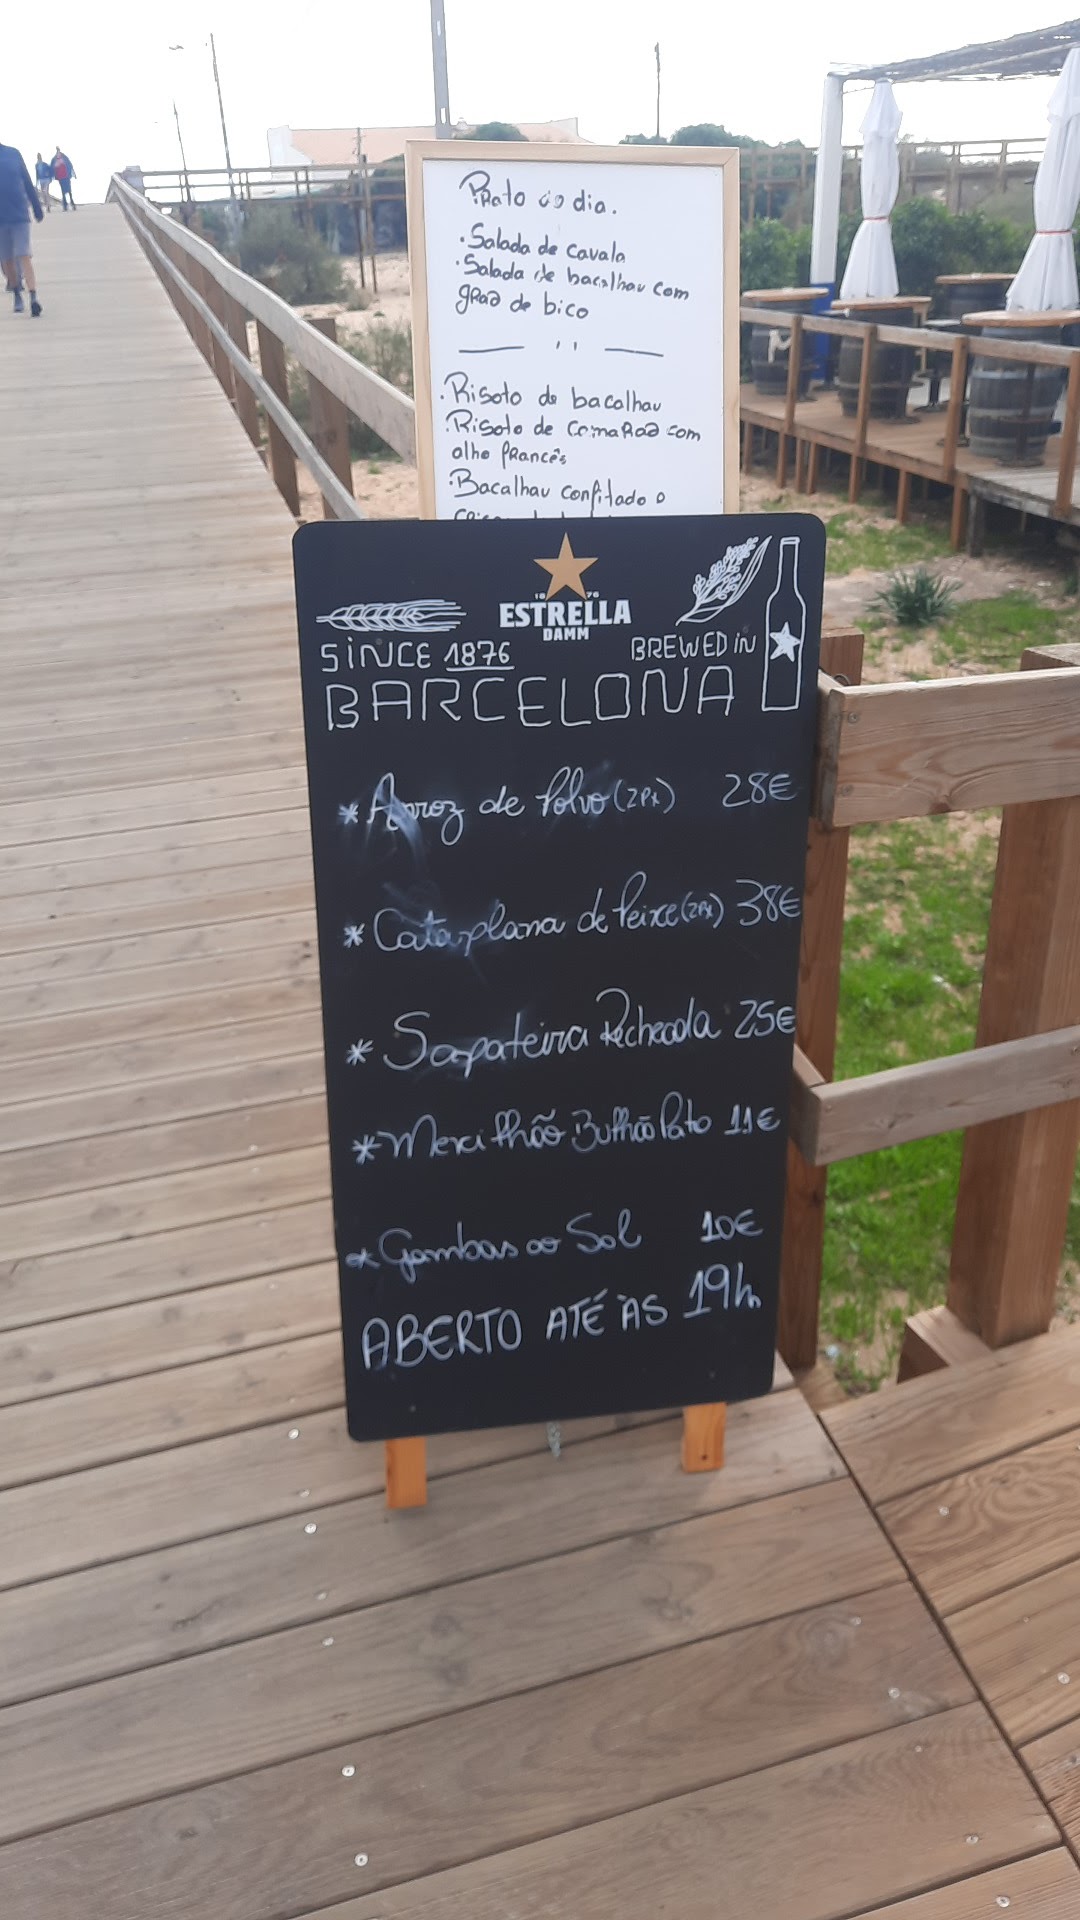 Prato do dia.
· Salada de cavala
· Salada de bacalhau com
grão de bico
· Risoto de bacalhau
· Risoto de camarão com
alho francês
· Bacalhau confitado e
18 76
ESTRELLA
DAMM
SINCE 1876
BREWED in
BARCELONA
* Arroz de Polvo (2Px) 28€
* Cataplana de Peixe (2Px) 38€
* Sapateira Recheada 25€
* Mexilhão Bulhão Pato 11€
* Gambas ao Sol 10€
ABERTO ATÉ ÀS 19h